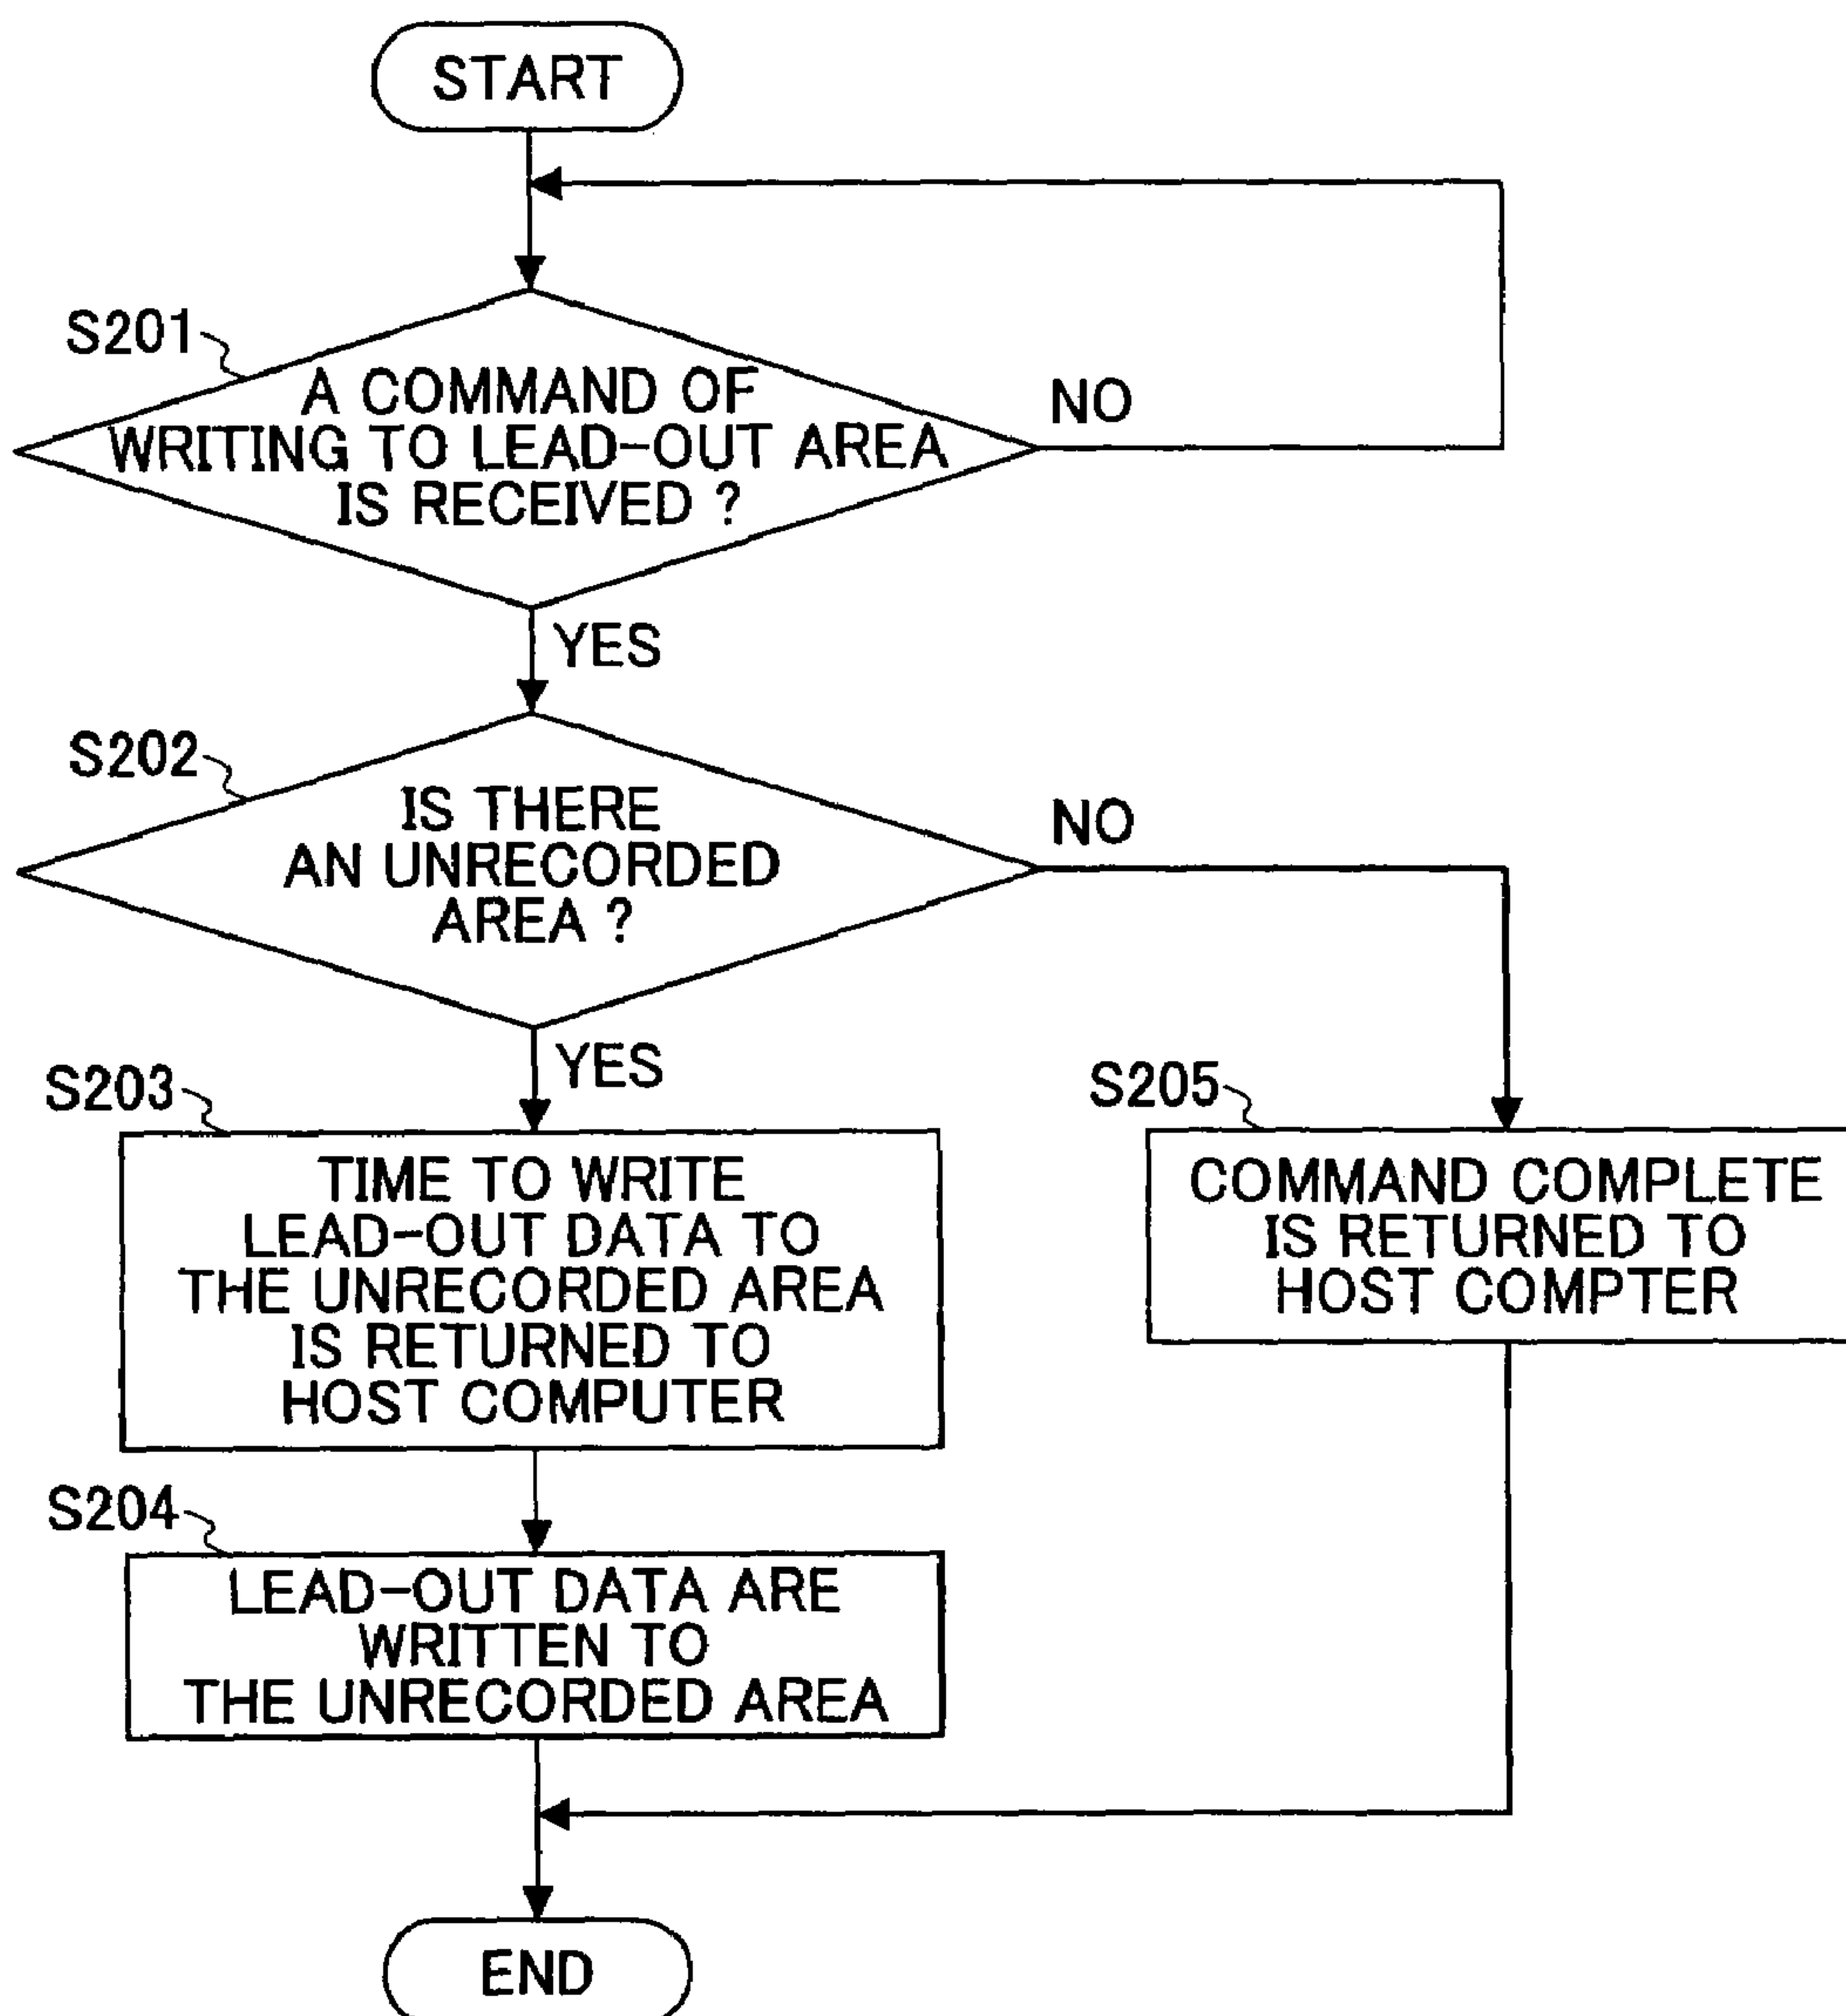 START
S201
A COMMAND OF
WRITING TO LEAD-OUT AREA
IS RECEIVED ?
NO
YES
S202
IS THERE
AN UNRECORDED
AREA ?
NO
YES
S203
TIME TO WRITE
LEAD-OUT DATA TO
THE UNRECORDED AREA
IS RETURNED TO
HOST COMPUTER
S205
COMMAND COMPLETE
IS RETURNED TO
HOST COMPTER
S204
LEAD-OUT DATA ARE
WRITTEN TO
THE UNRECORDED AREA
END